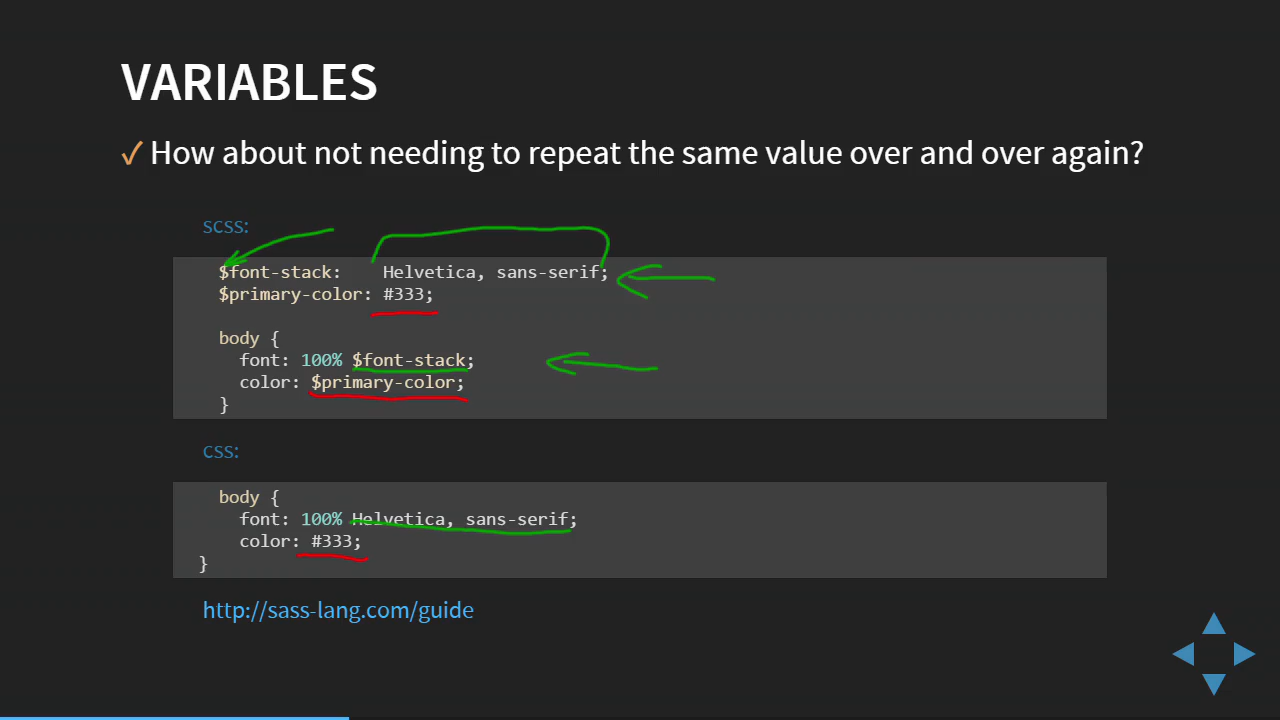 VARIABLES
✓ How about not needing to repeat the same value over and over again?
SCSS:
$font-stack:    Helvetica, sans-serif;
$primary-color: #333;
body {
  font: 100% $font-stack;
  color: $primary-color;
}
CSS:
body {
  font: 100% Helvetica, sans-serif;
  color: #333;
}
http://sass-lang.com/guide